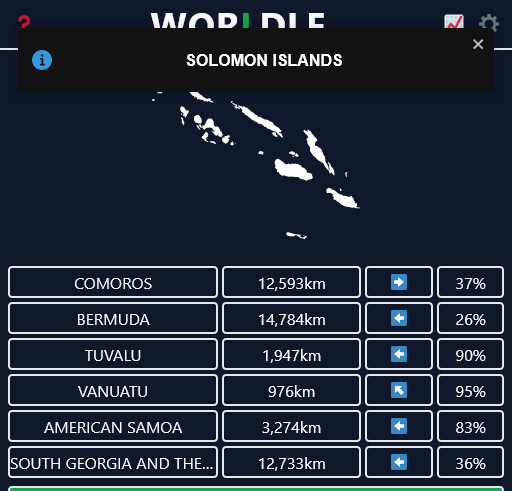 WORLDLE
SOLOMON ISLANDS
COMOROS 12,593km 37%
BERMUDA 14,784km 26%
TUVALU 1,947km 90%
VANUATU 976km 95%
AMERICAN SAMOA 3,274km 83%
SOUTH GEORGIA AND THE... 12,733km 36%